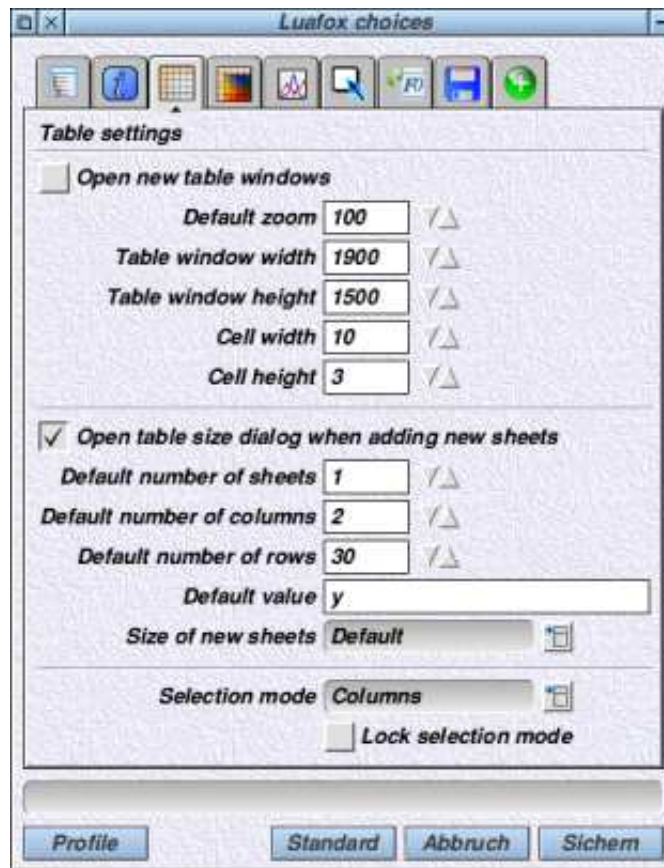 Luafox choices
Table settings
Open new table windows
Default zoom 100
Table window width 1900
Table window height 1500
Cell width 10
Cell height 3
Open table size dialog when adding new sheets
Default number of sheets 1
Default number of columns 2
Default number of rows 30
Default value y
Size of new sheets Default
Selection mode Columns
Lock selection mode
Profile Standard Abbruch Sichern